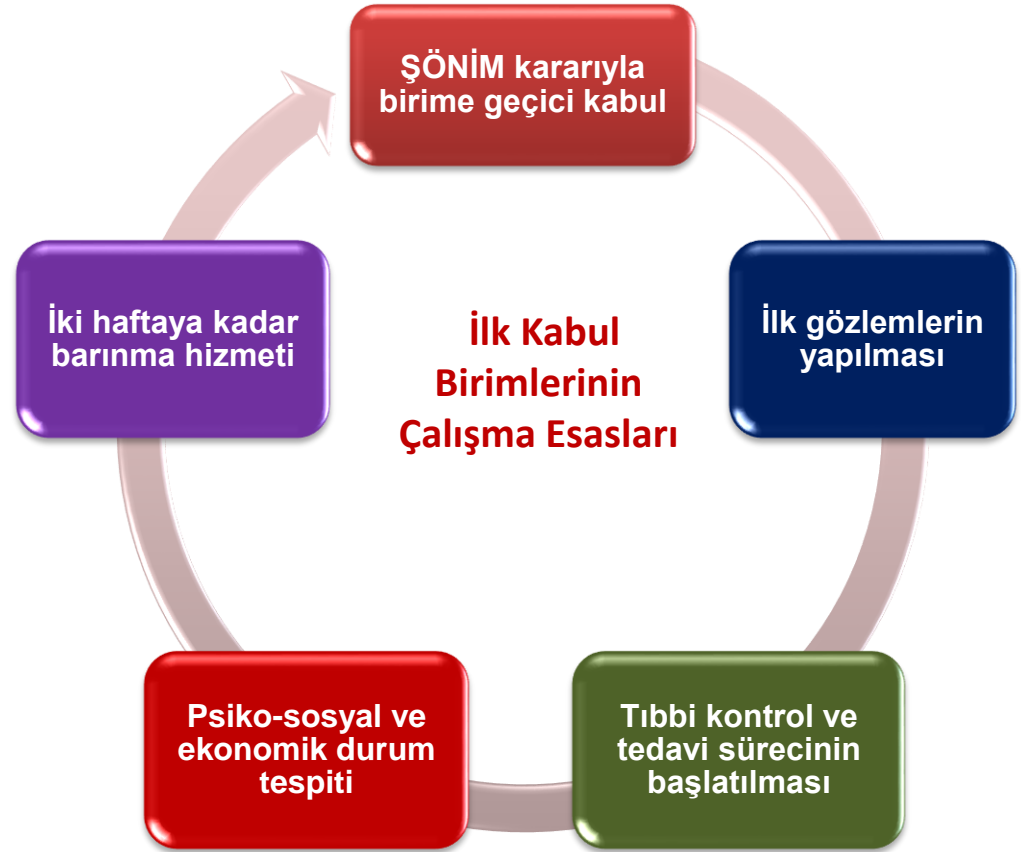 ŞÖNİM kararıyla
birime geçici kabul
İlk gözlemlerin
yapılması
Tıbbi kontrol ve
tedavi sürecinin
başlatılması
Psiko-sosyal ve
ekonomik durum
tespiti
İki haftaya kadar
barınma hizmeti
İlk Kabul
Birimlerinin
Çalışma Esasları